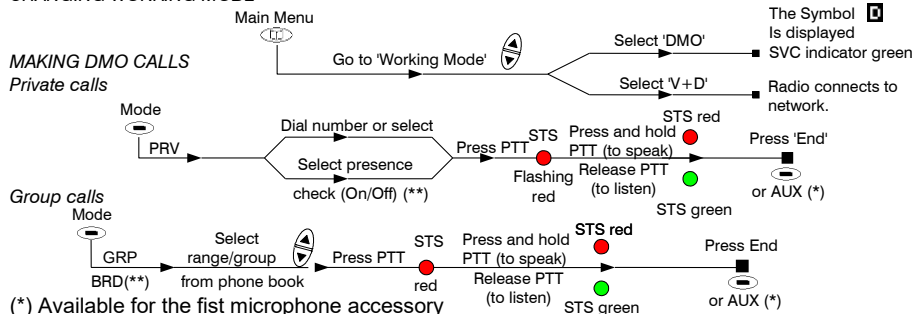 CHANGING WORKING MODE
Main Menu
Go to 'Working Mode'
Select 'DMO'
The Symbol D
Is displayed
SVC indicator green
Select 'V+D'
Radio connects to
network.
MAKING DMO CALLS
Private calls
Mode
PRV
Dial number or select
Select presence
check (On/Off) (**)
Press PTT
STS
Flashing
red
Press and hold
PTT (to speak)
Release PTT
(to listen)
STS red
STS green
Press 'End'
or AUX (*)
Group calls
Mode
GRP
BRD(**)
Select
range/group
from phone book
Press PTT
STS
red
Press and hold
PTT (to speak)
Release PTT
(to listen)
STS red
STS green
Press End
or AUX (*)
(*) Available for the fist microphone accessory